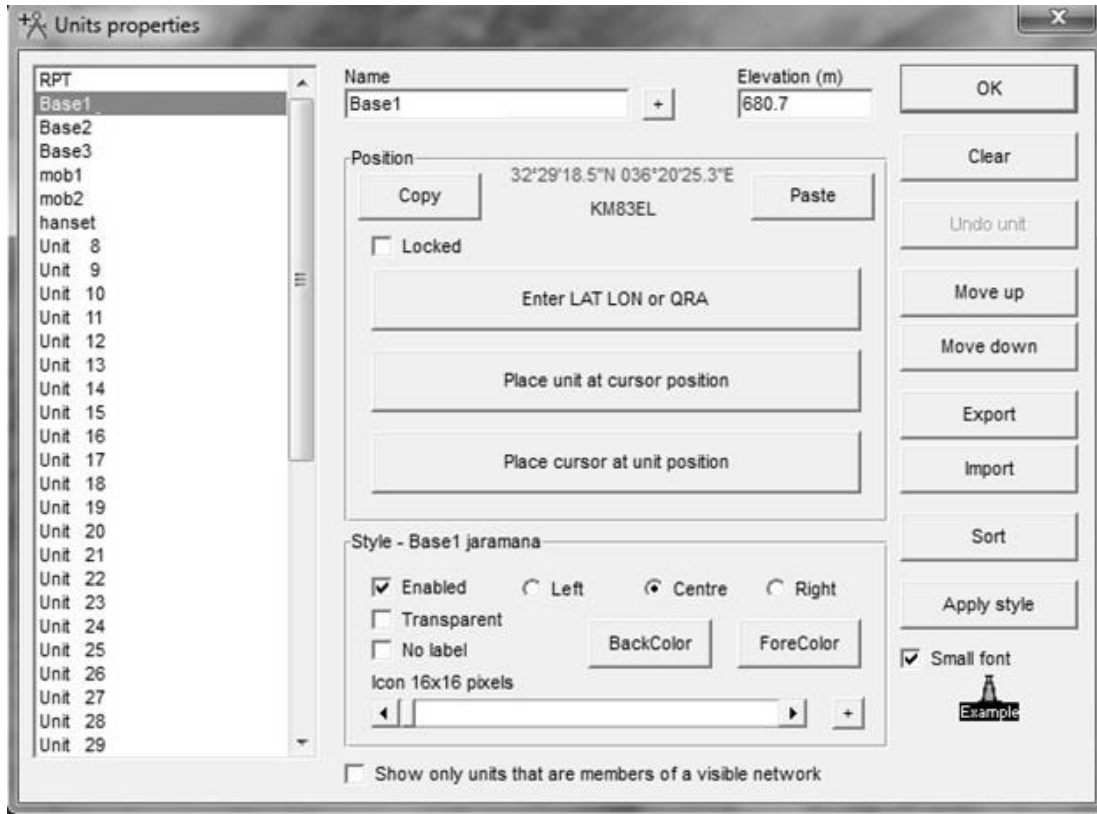 Units properties
RPT
Base1
Base2
Base3
mob1
mob2
hanset
Unit 8
Unit 9
Unit 10
Unit 11
Unit 12
Unit 13
Unit 14
Unit 15
Unit 16
Unit 17
Unit 18
Unit 19
Unit 20
Unit 21
Unit 22
Unit 23
Unit 24
Unit 25
Unit 26
Unit 27
Unit 28
Unit 29
Name
Base1
+
Elevation (m)
680.7
Position
Copy
32°29'18.5"N 036°20'25.3"E
KM83EL
Paste
Locked
Enter LAT LON or QRA
Place unit at cursor position
Place cursor at unit position
Style - Base1 jaramana
Enabled
Left
Centre
Right
Transparent
No label
BackColor
ForeColor
Icon 16x16 pixels
+
Show only units that are members of a visible network
OK
Clear
Undo unit
Move up
Move down
Export
Import
Sort
Apply style
Small font
Example